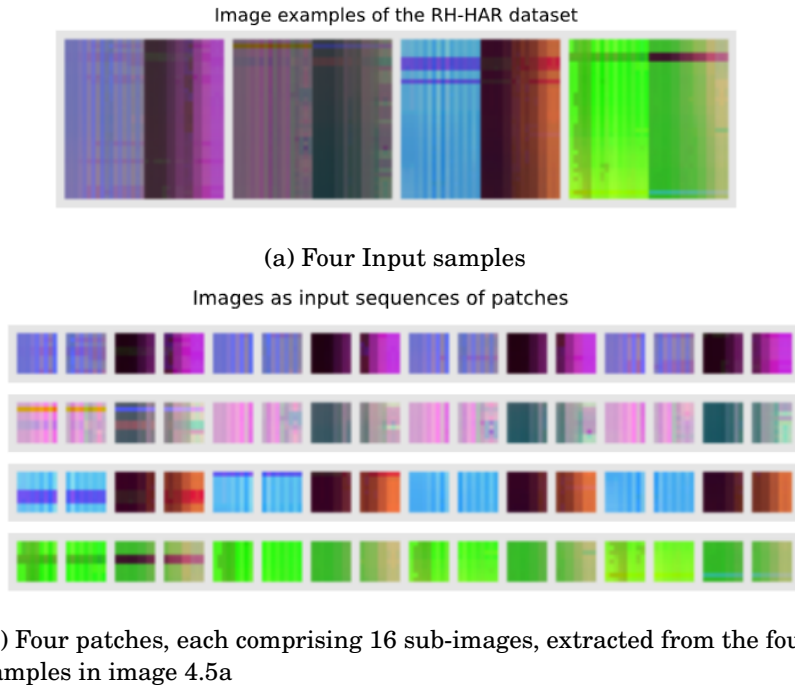 Image examples of the RH-HAR dataset
(a) Four Input samples
Images as input sequences of patches
) Four patches, each comprising 16 sub-images, extracted from the fou
amples in image 4.5a